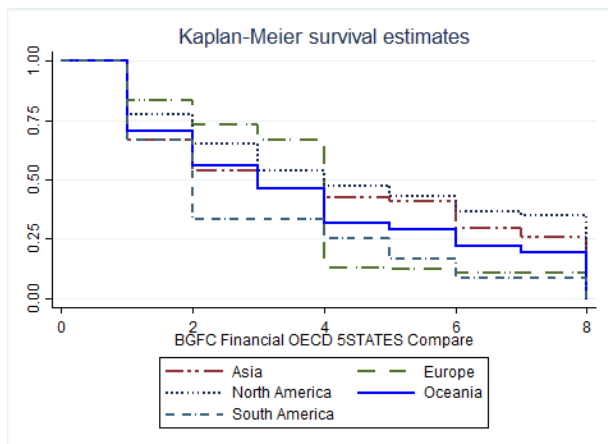 Kaplan-Meier survival estimates
1.00
0.75
0.50
0.25
0.00
0 2 4 6 8
BGFC Financial OECD 5STATES Compare
Asia Europe
North America Oceania
South America